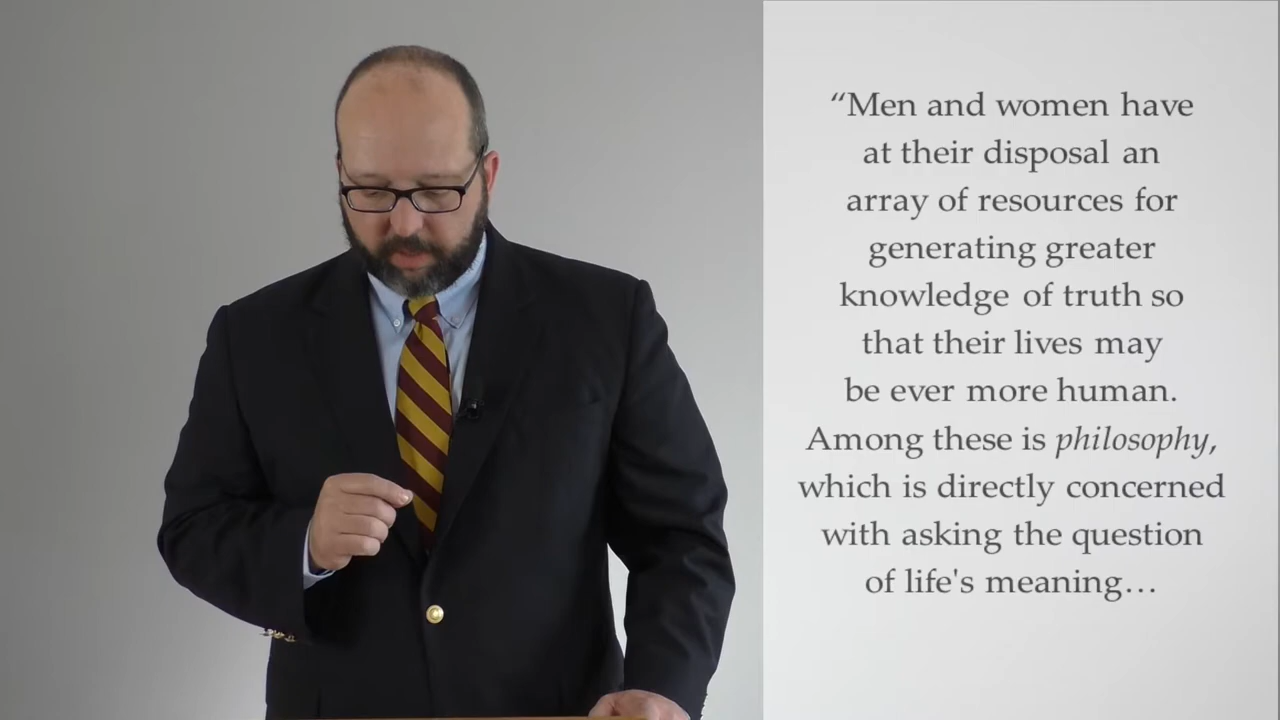 “Men and women have
at their disposal an
array of resources for
generating greater
knowledge of truth so
that their lives may
be ever more human.
Among these is philosophy,
which is directly concerned
with asking the question
of life's meaning…